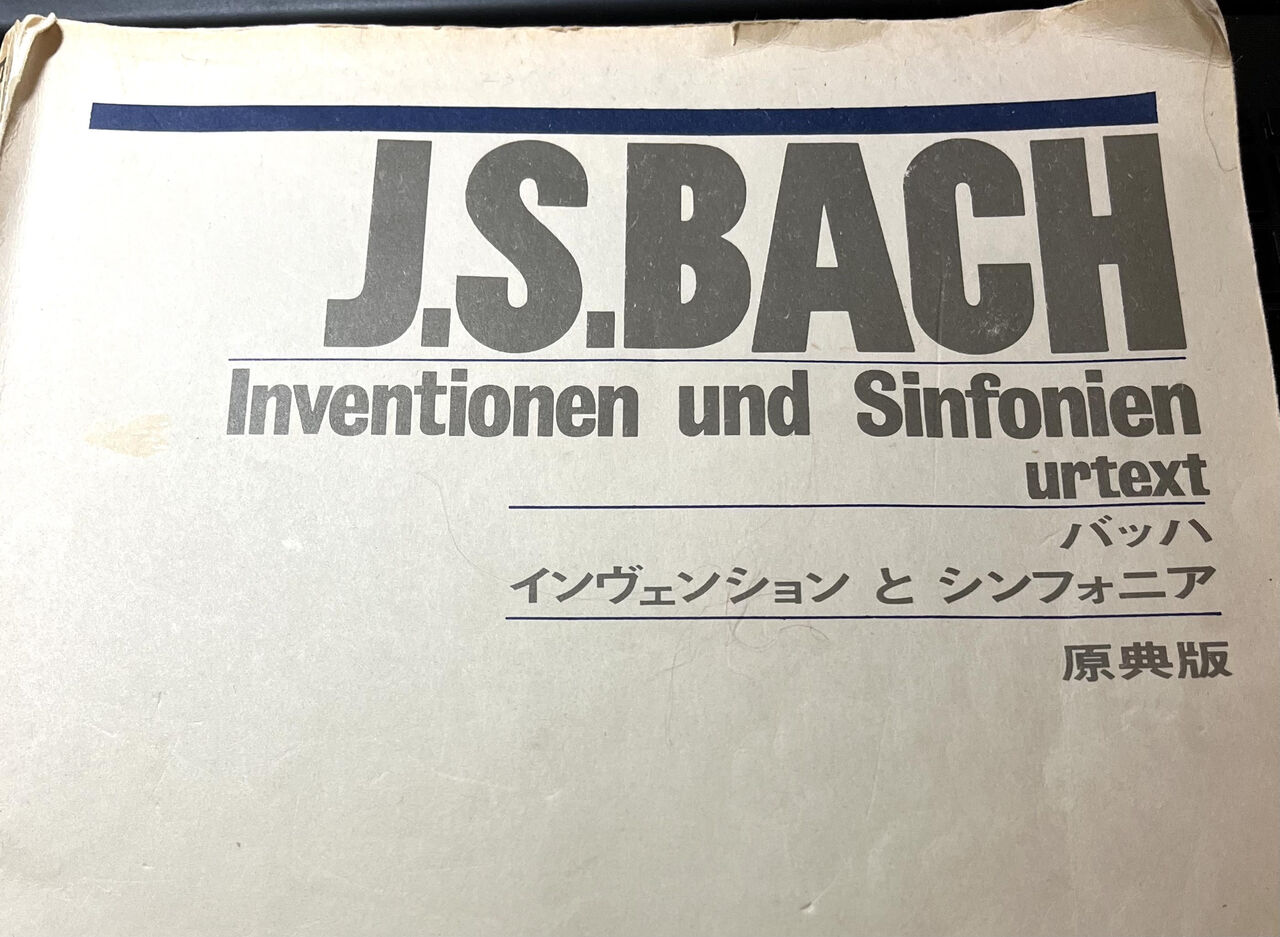 J.S.BACH
Inventionen und Sinfonien
urtext
バッハ
インヴェンション と シンフォニア
原典版